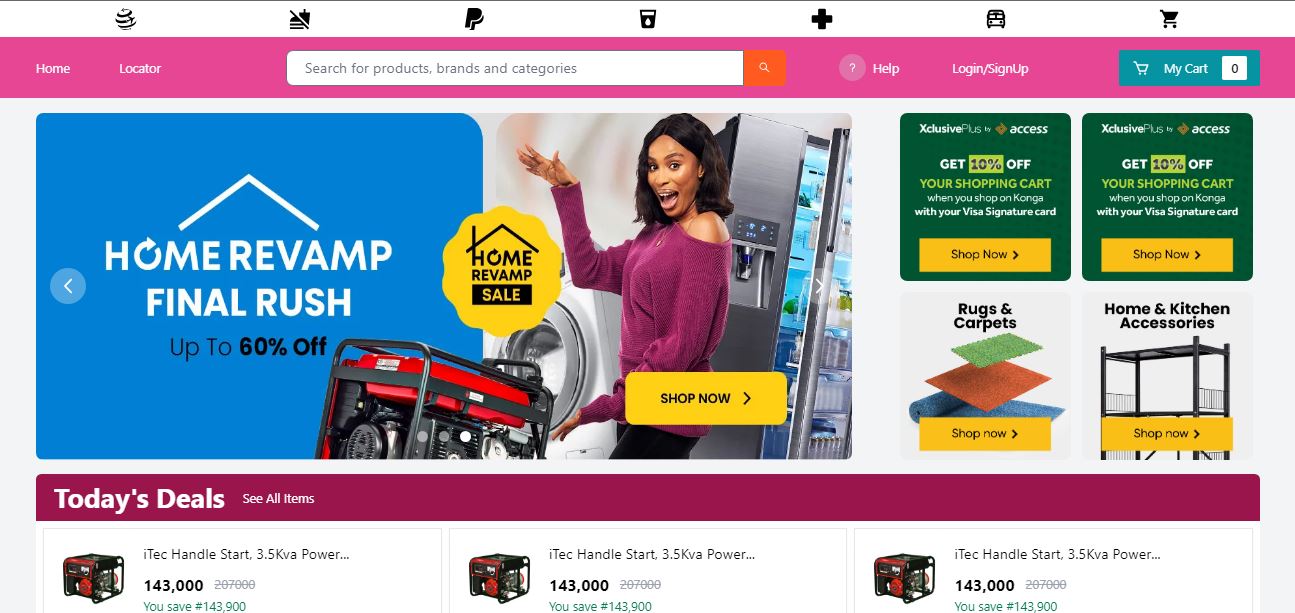 Home
Locator
Search for products, brands and categories
?
Help
Login/SignUp
My Cart
0
HOME REVAMP
FINAL RUSH
Up To 60% Off
HOME
REVAMP
SALE
SHOP NOW
XclusivePlus by access
GET 10% OFF
YOUR SHOPPING CART
when you shop on Konga
with your Visa Signature card
Shop Now
XclusivePlus by access
GET 10% OFF
YOUR SHOPPING CART
when you shop on Konga
with your Visa Signature card
Shop Now
Rugs &
Carpets
Shop now
Home & Kitchen
Accessories
Shop now
Today's Deals
See All Items
iTec Handle Start, 3.5Kva Power...
143,000 207000
You save #143,900
iTec Handle Start, 3.5Kva Power...
143,000 207000
You save #143,900
iTec Handle Start, 3.5Kva Power...
143,000 207000
You save #143,900